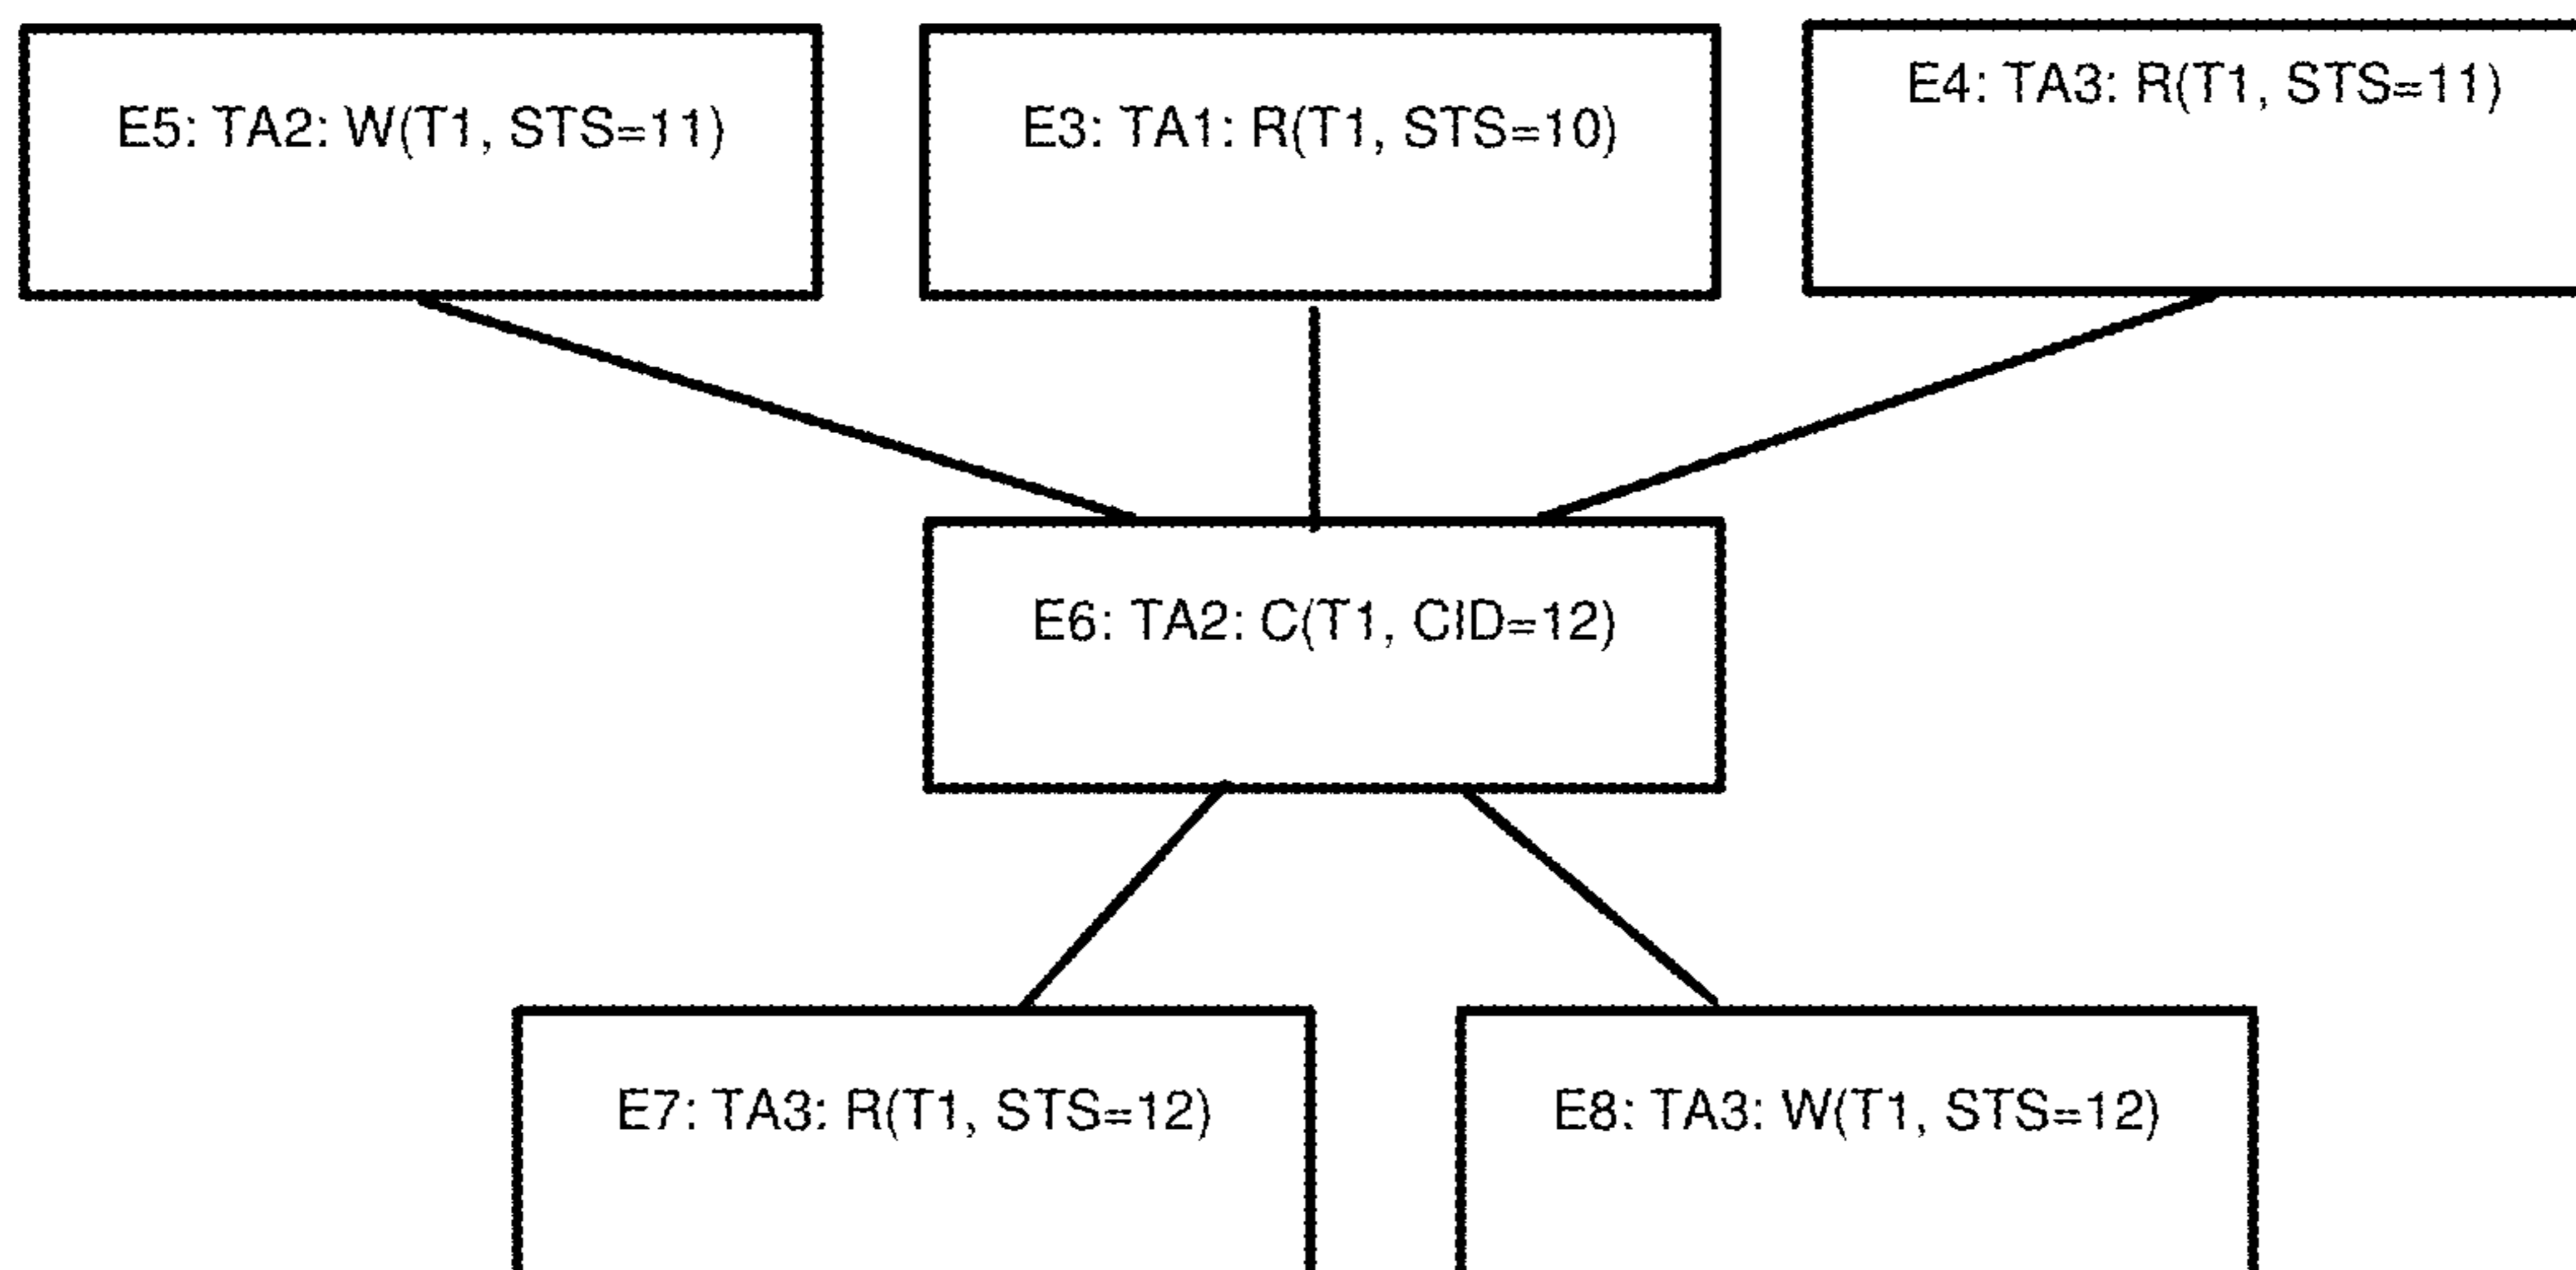 E5: TA2: W(T1, STS=11)
E3: TA1: R(T1, STS=10)
E4: TA3: R(T1, STS=11)
E6: TA2: C(T1, CID=12)
E7: TA3: R(T1, STS=12)
E8: TA3: W(T1, STS=12)